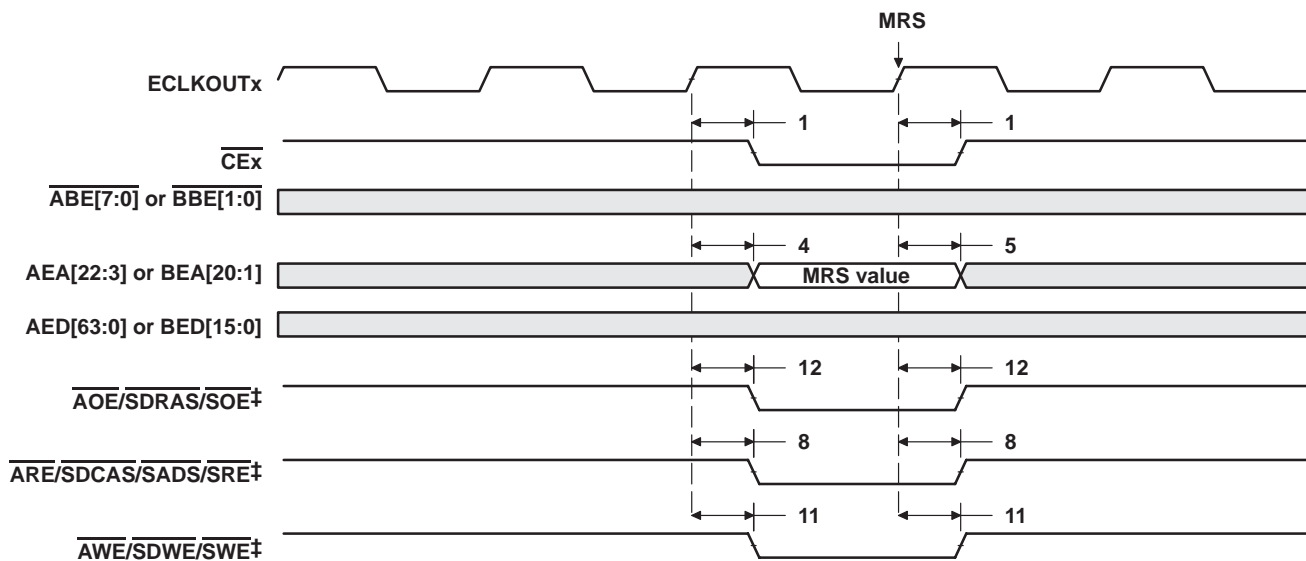 MRS
ECLKOUTx
1 1
CEx
ABE[7:0] or BBE[1:0]
4 5
AEA[22:3] or BEA[20:1] MRS value
AED[63:0] or BED[15:0]
12 12
AOE/SDRAS/SOE‡
8 8
ARE/SDCAS/SADS/SRE‡
11 11
AWE/SDWE/SWE‡